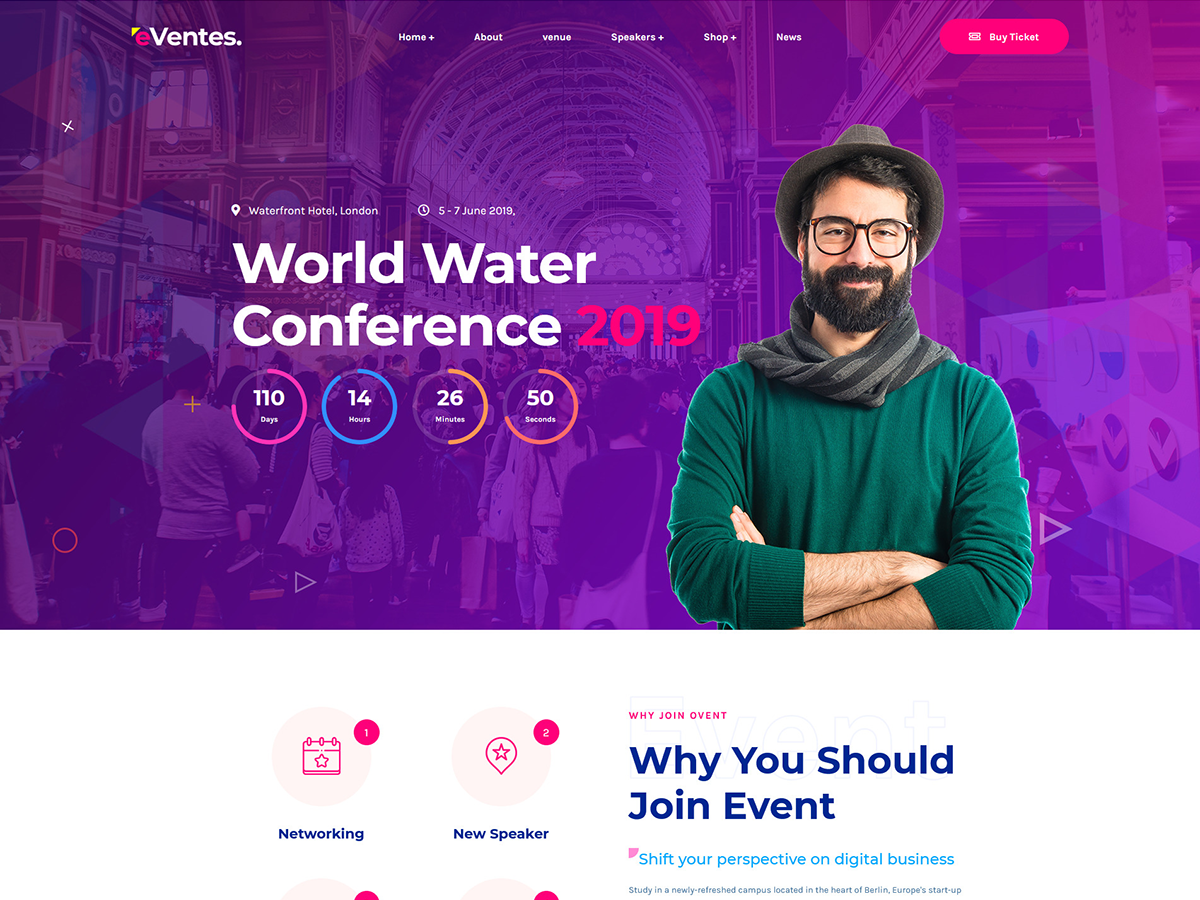 eVentes.
Home +
About
venue
Speakers +
Shop +
News
Buy Ticket
Waterfront Hotel, London
5 - 7 June 2019,
World Water
Conference 2019
110
Days
14
Hours
26
Minutes
50
Seconds
1
Networking
2
New Speaker
Event
WHY JOIN OVENT
Why You Should
Join Event
Shift your perspective on digital business
Study in a newly-refreshed campus located in the heart of Berlin, Europe's start-up